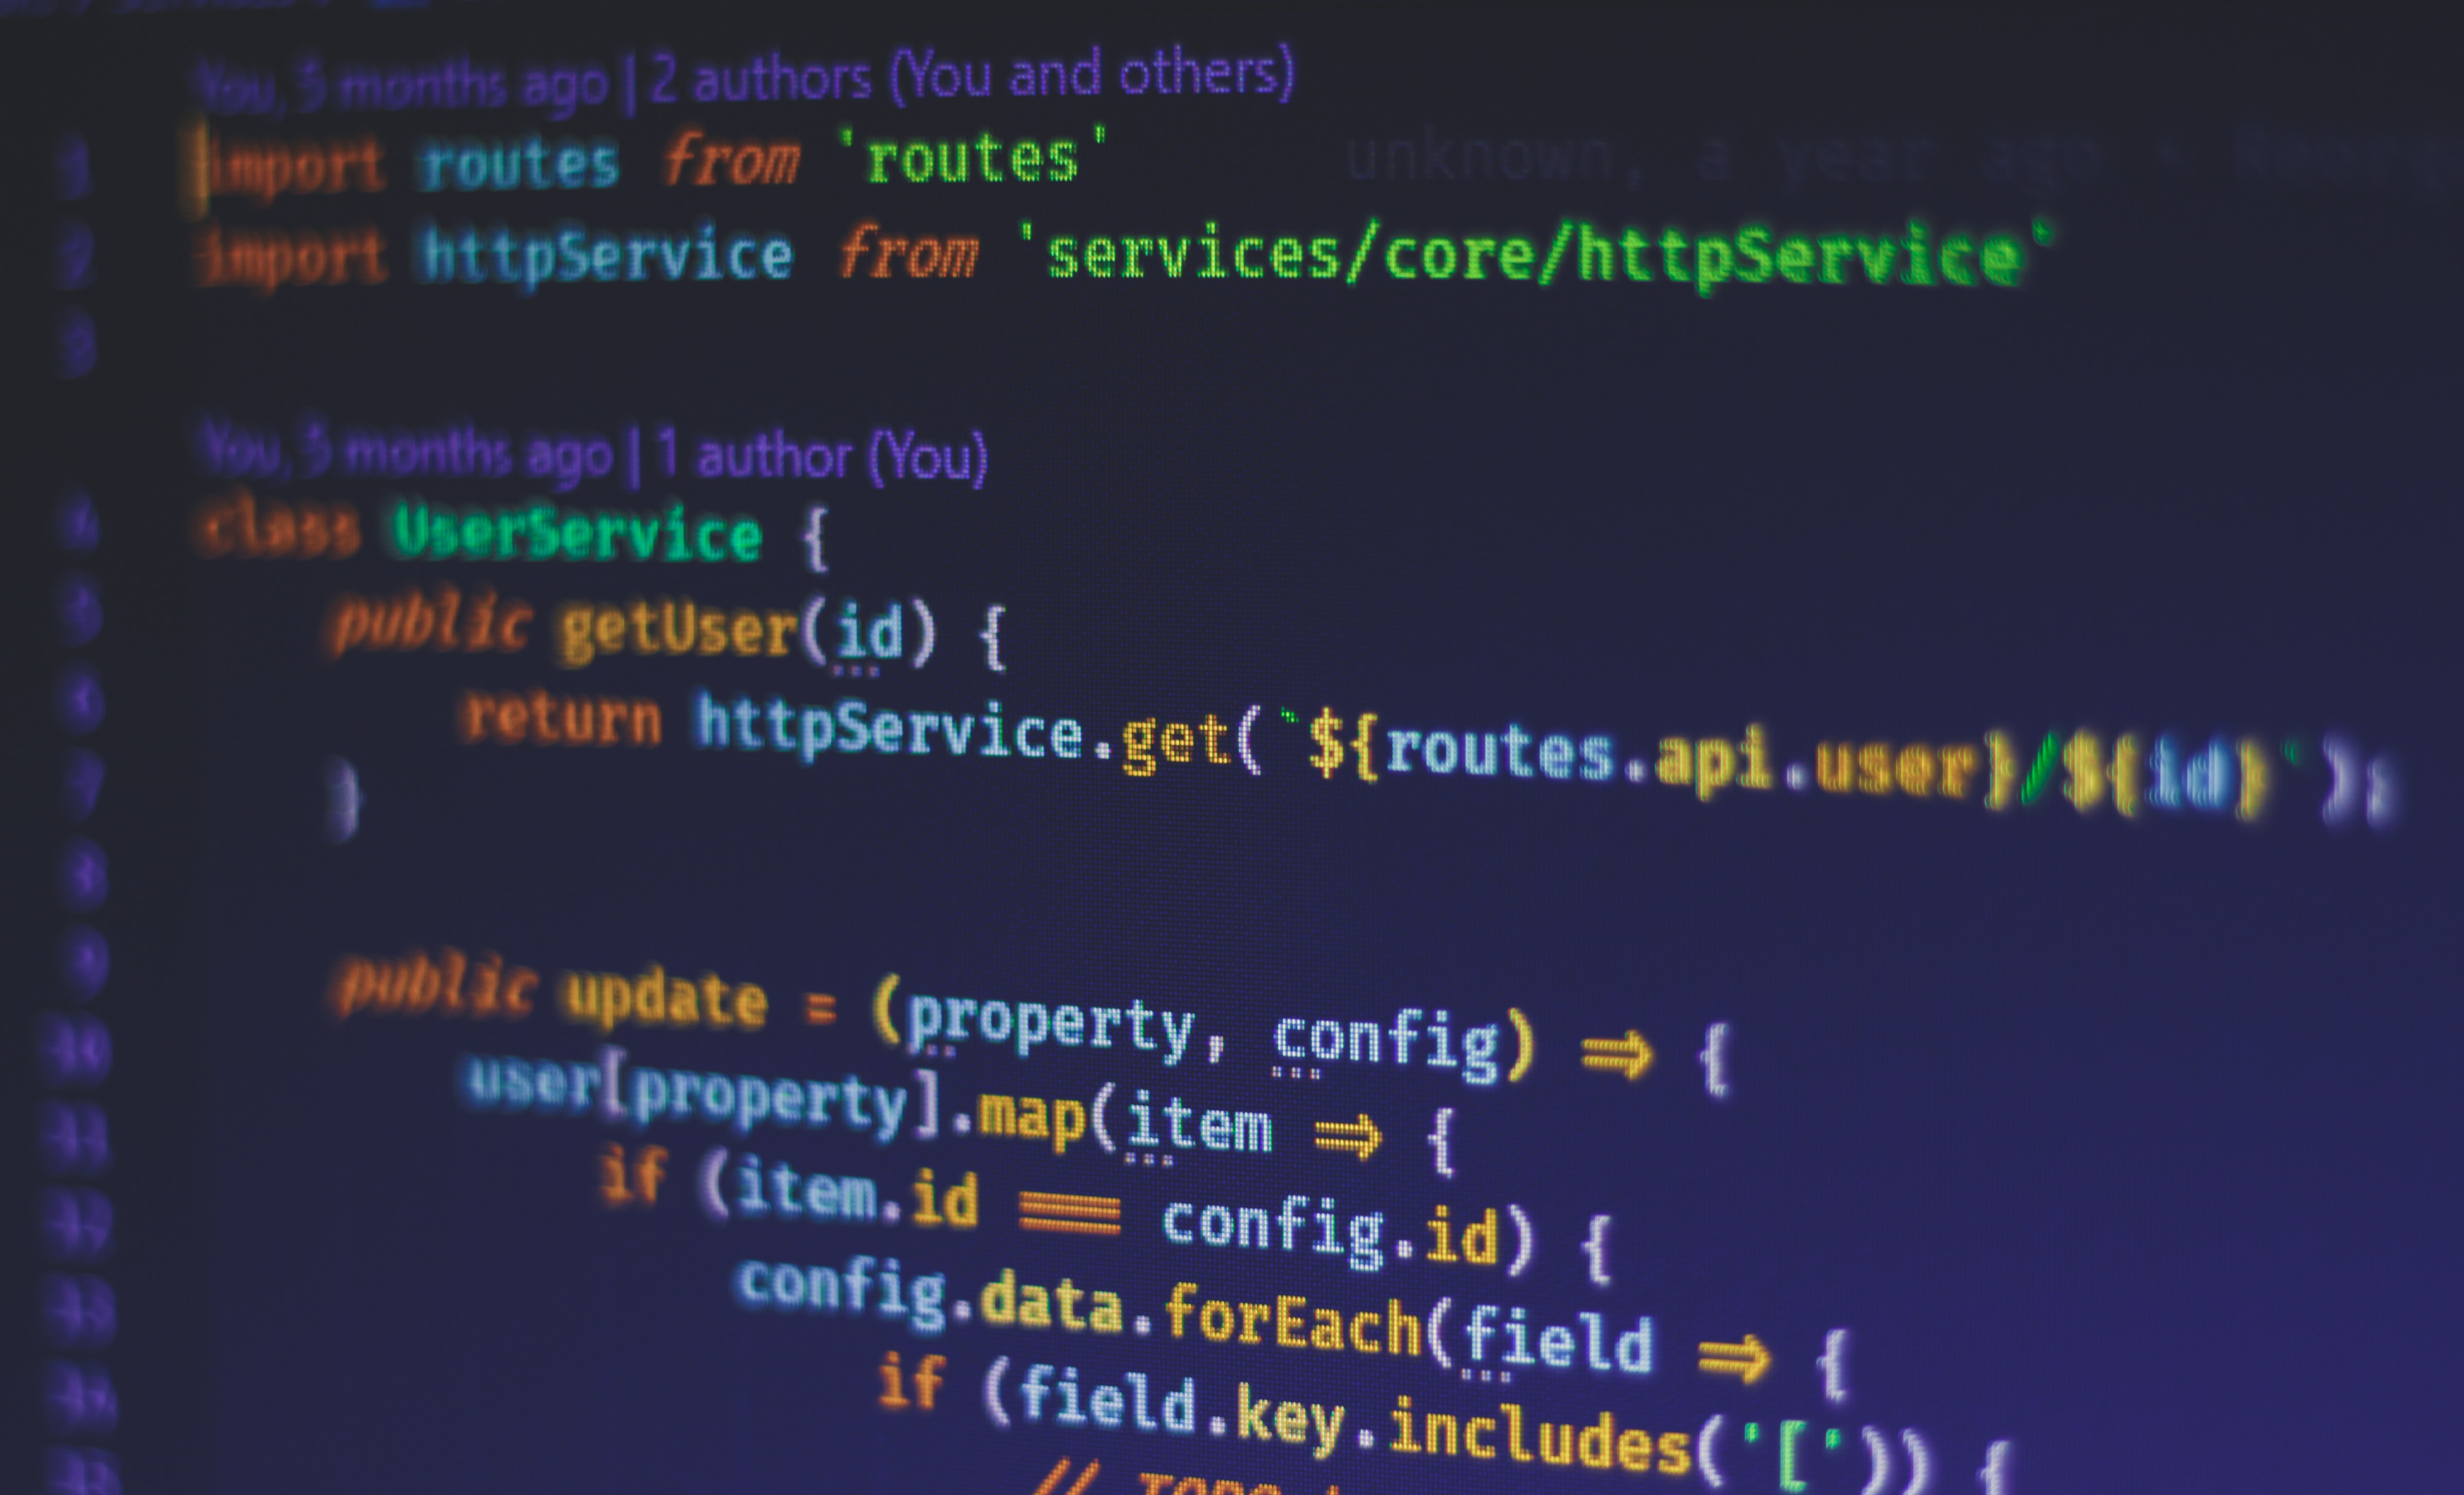 You, 5 months ago | 2 authors (You and others)
1 import routes from 'routes' unknown, a year ago •
2 import httpService from 'services/core/httpService'
3
You, 5 months ago | 1 author (You)
4 class UserService {
5 public getUser(id) {
6 return httpService.get(`${routes.api.user}/${id}`);
7 }
8
9 public update = (property, config) ⇒ {
10 user[property].map(item ⇒ {
11 if (item.id === config.id) {
12 config.data.forEach(field ⇒ {
13 if (field.key.includes('[')) {
14 // TODO